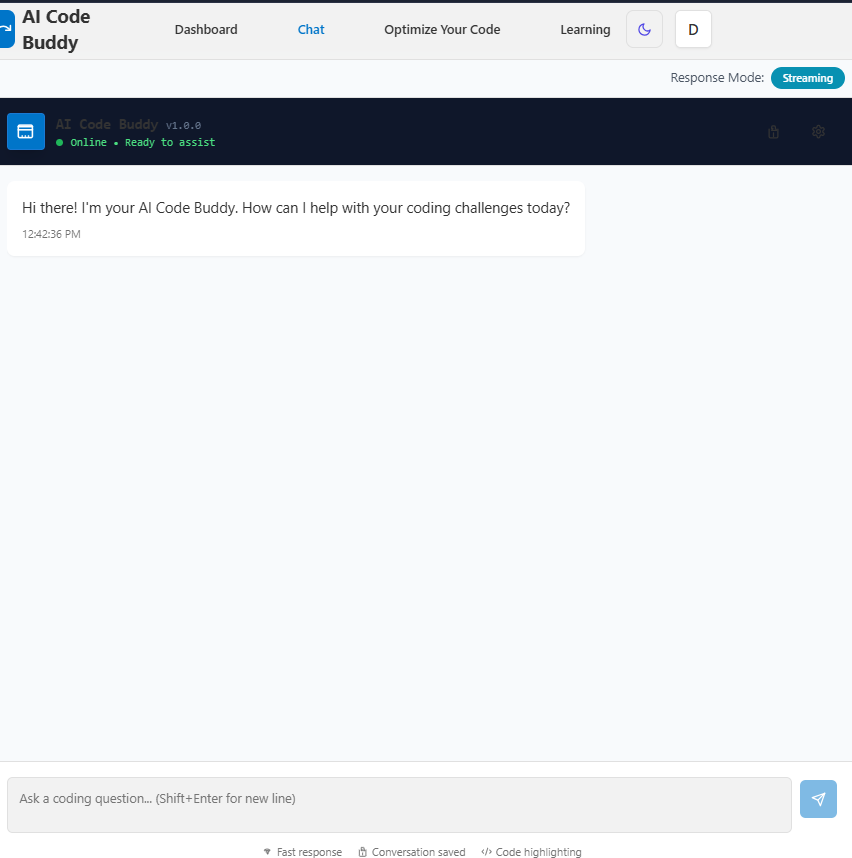 AI Code
Buddy
Dashboard
Chat
Optimize Your Code
Learning
D
Response Mode: Streaming
AI Code Buddy v1.0.0
Online • Ready to assist
Hi there! I'm your AI Code Buddy. How can I help with your coding challenges today?
12:42:36 PM
Ask a coding question... (Shift+Enter for new line)
Fast response
Conversation saved
</> Code highlighting